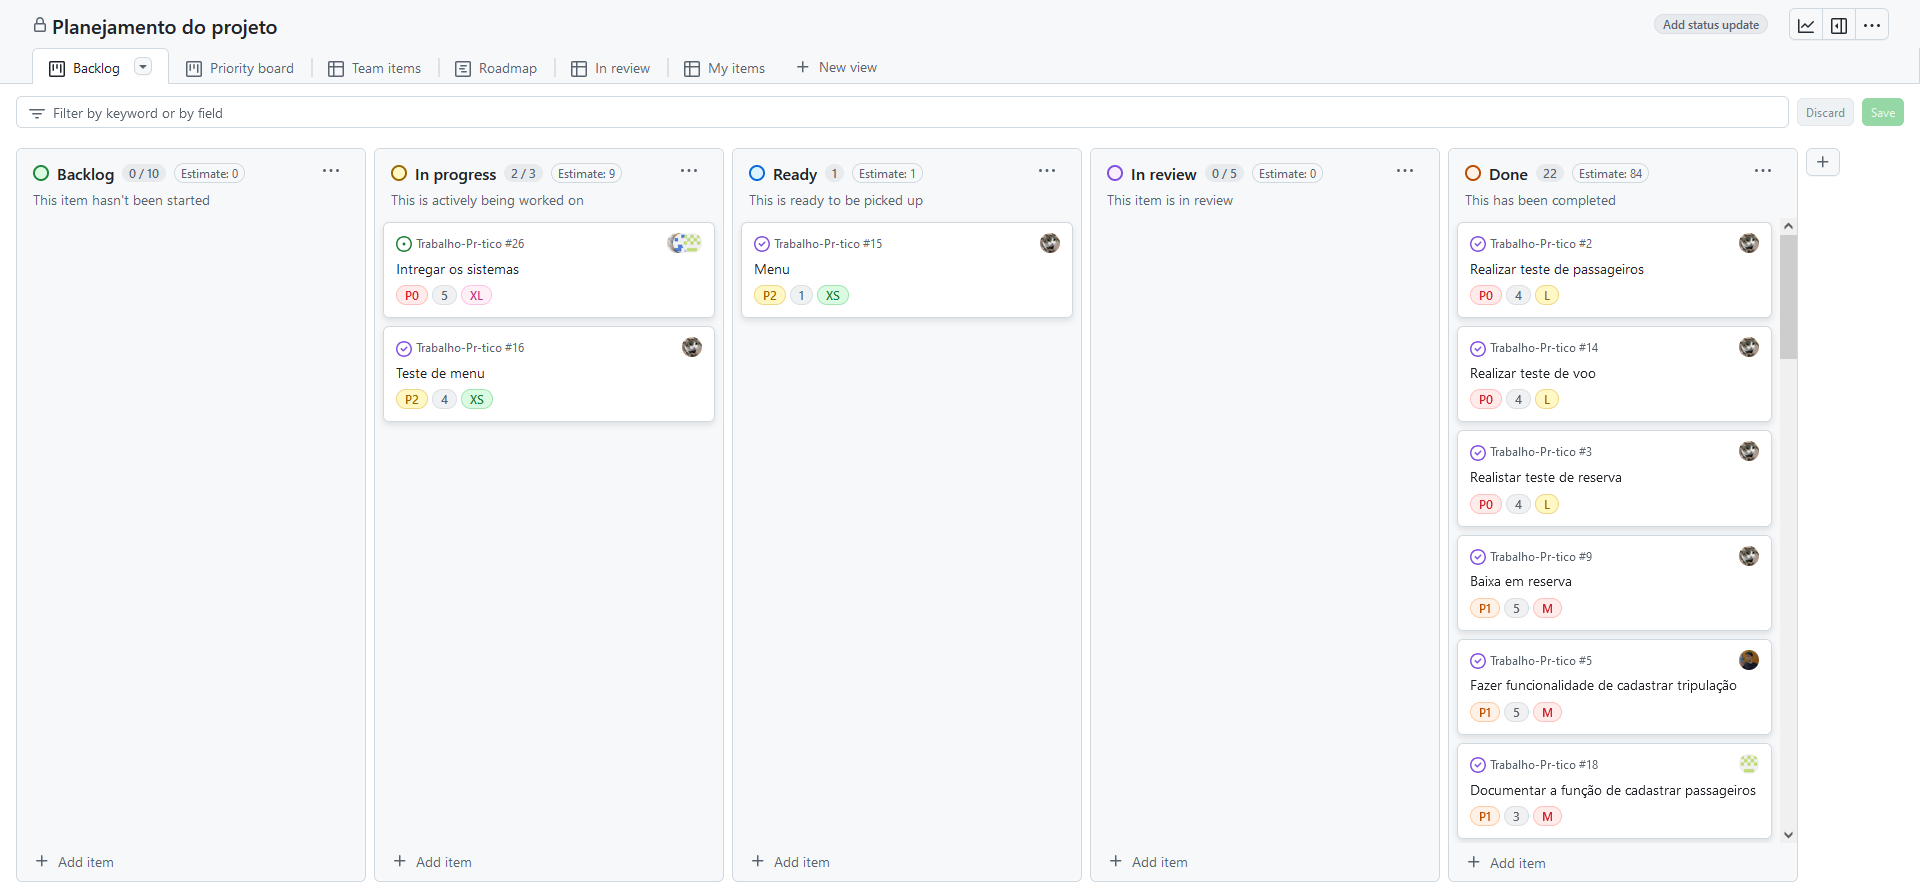 Planejamento do projeto
Add status update
Backlog
Priority board
Team items
Roadmap
In review
My items
New view
Filter by keyword or by field
Discard
Save
Backlog 0 / 10 Estimate: 0
This item hasn't been started
Add item
In progress 2 / 3 Estimate: 9
This is actively being worked on
Trabalho-Pr-tico #26
Intregar os sistemas
P0 5 XL
Trabalho-Pr-tico #16
Teste de menu
P2 4 XS
Add item
Ready 1 Estimate: 1
This is ready to be picked up
Trabalho-Pr-tico #15
Menu
P2 1 XS
Add item
In review 0 / 5 Estimate: 0
This item is in review
Add item
Done 22 Estimate: 84
This has been completed
Trabalho-Pr-tico #2
Realizar teste de passageiros
P0 4 L
Trabalho-Pr-tico #14
Realizar teste de voo
P0 4 L
Trabalho-Pr-tico #3
Realistar teste de reserva
P0 4 L
Trabalho-Pr-tico #9
Baixa em reserva
P1 5 M
Trabalho-Pr-tico #5
Fazer funcionalidade de cadastrar tripulação
P1 5 M
Trabalho-Pr-tico #18
Documentar a função de cadastrar passageiros
P1 3 M
Add item